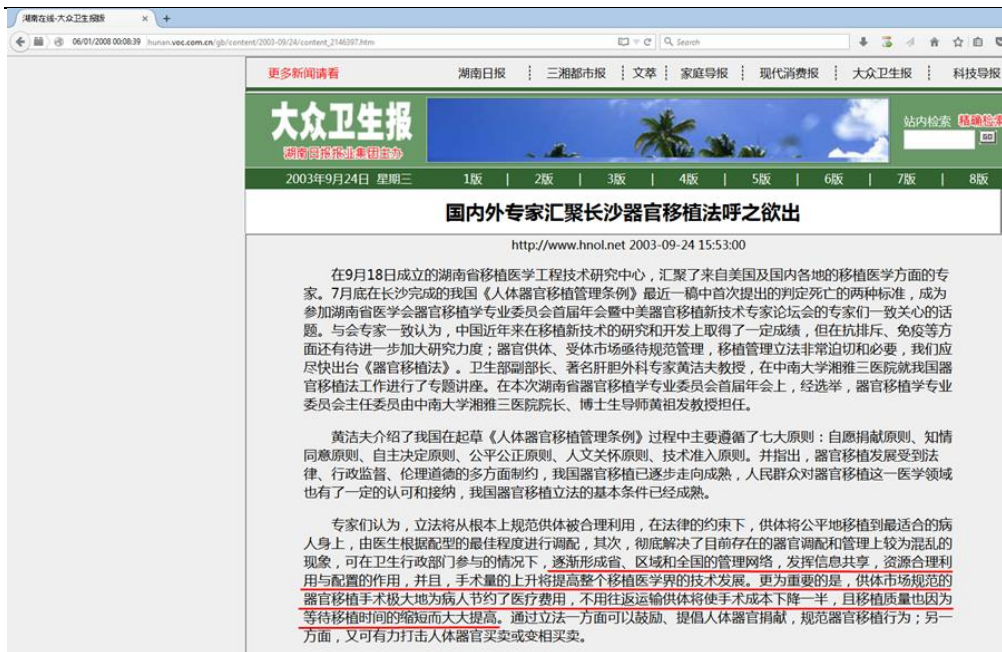 湖南在线-大众卫生报版
06/01/2008 00:08:39 hunan.voc.com.cn/gb/content/2003-09/24/content_2146397.htm
Search
更多新闻请看 湖南日报 三湘都市报 文萃 家庭导报 现代消费报 大众卫生报 科技导报
大众卫生报
湖南日报报业集团主办
站内检索 精确检索
GO
2003年9月24日 星期三 1版 | 2版 | 3版 | 4版 | 5版 | 6版 | 7版 | 8版
国内外专家汇聚长沙器官移植法呼之欲出
http://www.hnol.net 2003-09-24 15:53:00
在9月18日成立的湖南省移植医学工程技术研究中心，汇聚了来自美国及国内各地的移植医学方面的专
家。7月底在长沙完成的我国《人体器官移植管理条例》最近一稿中首次提出的判定死亡的两种标准，成为
参加湖南省医学会器官移植学专业委员会首届年会暨中美器官移植新技术专家论坛会的专家们一致关心的话
题。与会专家一致认为，中国近年来在移植新技术的研究和开发上取得了一定成绩，但在抗排斥、免疫等方
面还有待进一步加大研究力度；器官供体、受体市场亟待规范管理，移植管理立法非常迫切和必要，我们应
尽快出台《器官移植法》。卫生部副部长、著名肝胆外科专家黄洁夫教授，在中南大学湘雅三医院就我国器
官移植法工作进行了专题讲座。在本次湖南省器官移植学专业委员会首届年会上，经选举，器官移植学专业
委员会主任委员由中南大学湘雅三医院院长、博士生导师黄祖发教授担任。
黄洁夫介绍了我国在起草《人体器官移植管理条例》过程中主要遵循了七大原则：自愿捐献原则、知情
同意原则、自主决定原则、公平公正原则、人文关怀原则、技术准入原则。并指出，器官移植发展受到法
律、行政监督、伦理道德的多方面制约，我国器官移植已逐步走向成熟，人民群众对器官移植这一医学领域
也有了一定的认可和接纳，我国器官移植立法的基本条件已经成熟。
专家们认为，立法将从根本上规范供体被合理利用，在法律的约束下，供体将公平地移植到最适合的病
人身上，由医生根据配型的最佳程度进行调配，其次，彻底解决了目前存在的器官调配和管理上较为混乱的
现象，可在卫生行政部门参与的情况下，逐渐形成省、区域和全国的管理网络，发挥信息共享，资源合理利
用与配置的作用，并且，手术量的上升将提高整个移植医学界的技术发展。更为重要的是，供体市场规范的
器官移植手术极大地为病人节约了医疗费用，不用往返运输供体将使手术成本下降一半，且移植质量也因为
等待移植时间的缩短而大大提高。通过立法一方面可以鼓励、提倡人体器官捐献，规范器官移植行为；另一
方面，又可有力打击人体器官买卖或变相买卖。